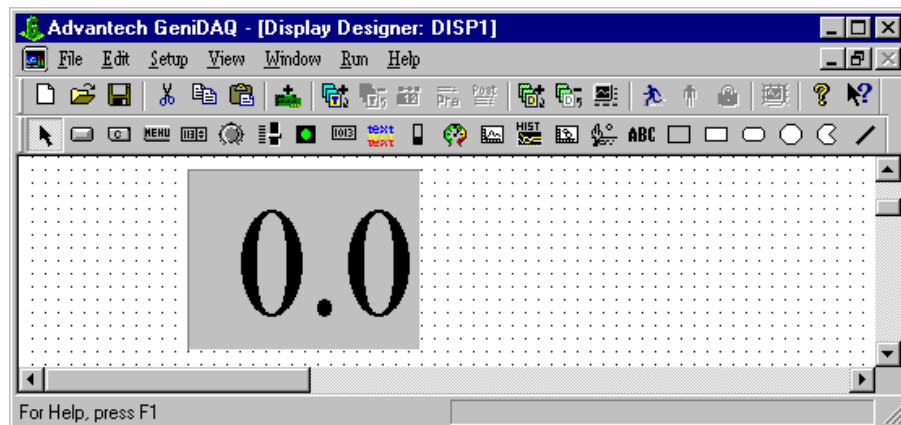 Advantech GeniDAQ - [Display Designer: DISP1]
File Edit Setup View Window Run Help
Pre Post
C MENU text text HIST ABC
0.0
For Help, press F1